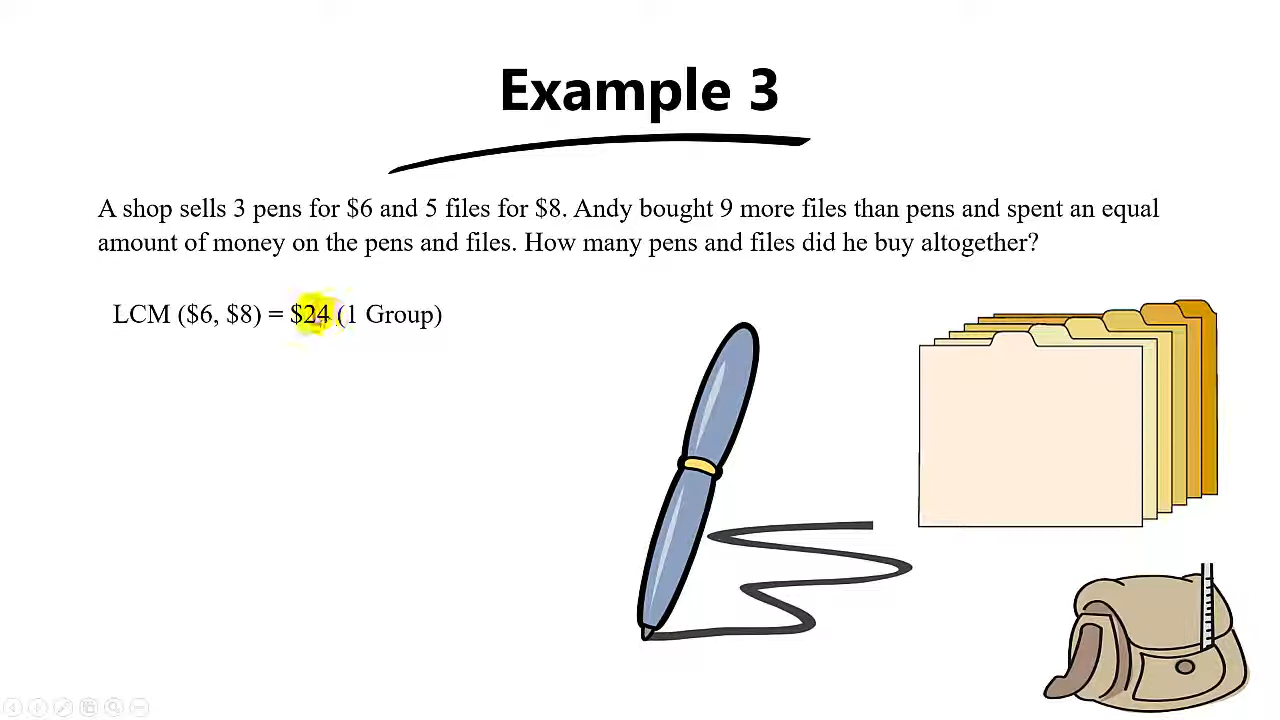 Example 3
A shop sells 3 pens for $6 and 5 files for $8. Andy bought 9 more files than pens and spent an equal
amount of money on the pens and files. How many pens and files did he buy altogether?
LCM ($6, $8) = $24 (1 Group)